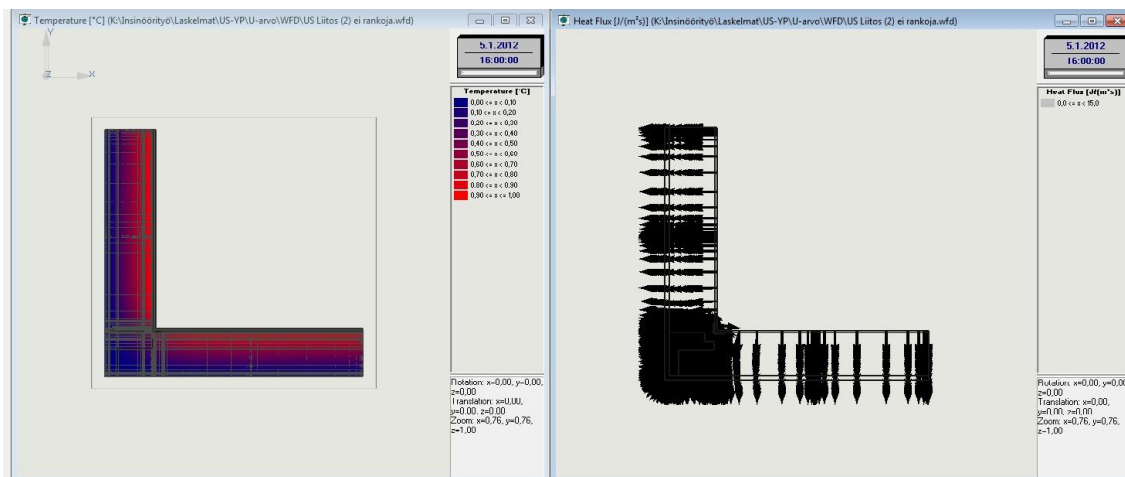 Temperature [°C] (K:\Insinöörityö\Laskelmat\US-YP\U-arvo\WFD\US Liitos (2) ei rankoja.wfd)
Y
X
Z
5.1.2012
16:00:00
Temperature [°C]
0,00 <= x < 0,10
0,10 <= x < 0,20
0,20 <= x < 0,30
0,30 <= x < 0,40
0,40 <= x < 0,50
0,50 <= x < 0,60
0,60 <= x < 0,70
0,70 <= x < 0,80
0,80 <= x < 0,90
0,90 <= x <= 1,00
Rotation: x=0,00, y=0,00,
z=0,00
Translation: x=0,00,
y=0,00, z=0,00
Zoom: x=0,76, y=0,76,
z=1,00
Heat Flux [J/(m²s)] (K:\Insinöörityö\Laskelmat\US-YP\U-arvo\WFD\US Liitos (2) ei rankoja.wfd)
5.1.2012
16:00:00
Heat Flux [J/(m²s)]
0,0 <= x < 15,0
Rotation: x=0,00, y=0,00,
z=0,00
Translation: x=0,00,
y=0,00, z=0,00
Zoom: x=0,76, y=0,76,
z=1,00